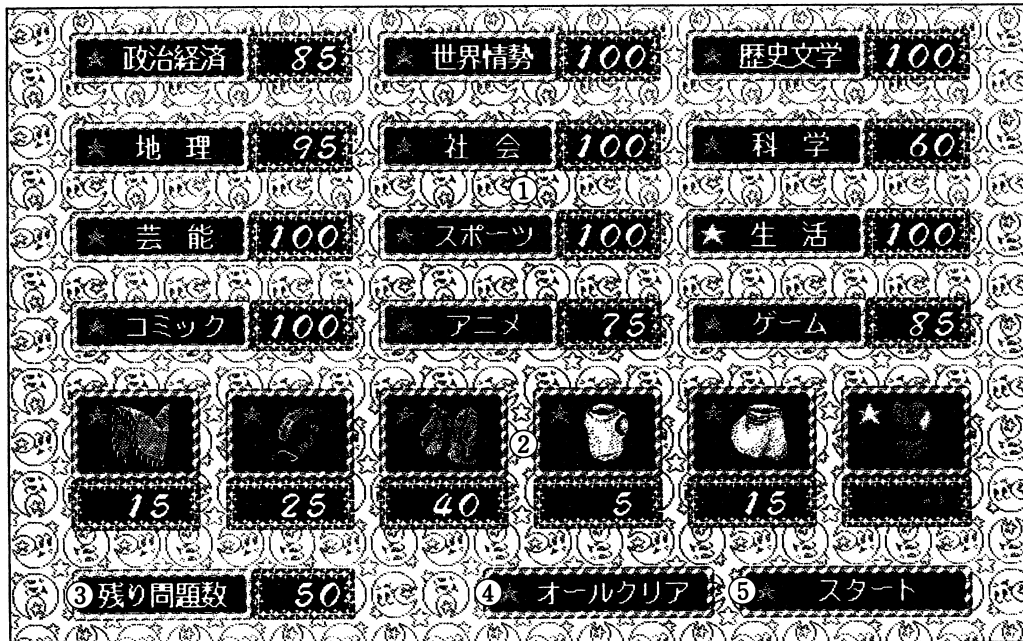 政治経済 85 世界情勢 100 歴史文学 100
地理 95 社会 100 科学 60
①
芸能 100 スポーツ 100 生活 100
コミック 100 アニメ 75 ゲーム 85
②
15 25 40 5 15
③ 残り問題数 50 ④ オールクリア ⑤ スタート